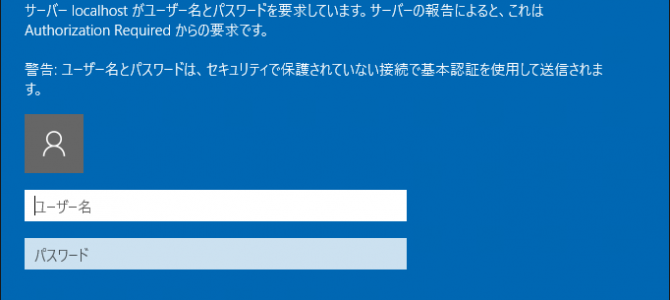 サーバー localhost がユーザー名とパスワードを要求しています。サーバーの報告によると、これは
Authorization Required からの要求です。
警告: ユーザー名とパスワードは、セキュリティで保護されていない接続で基本認証を使用して送信されま
す。
ユーザー名
パスワード